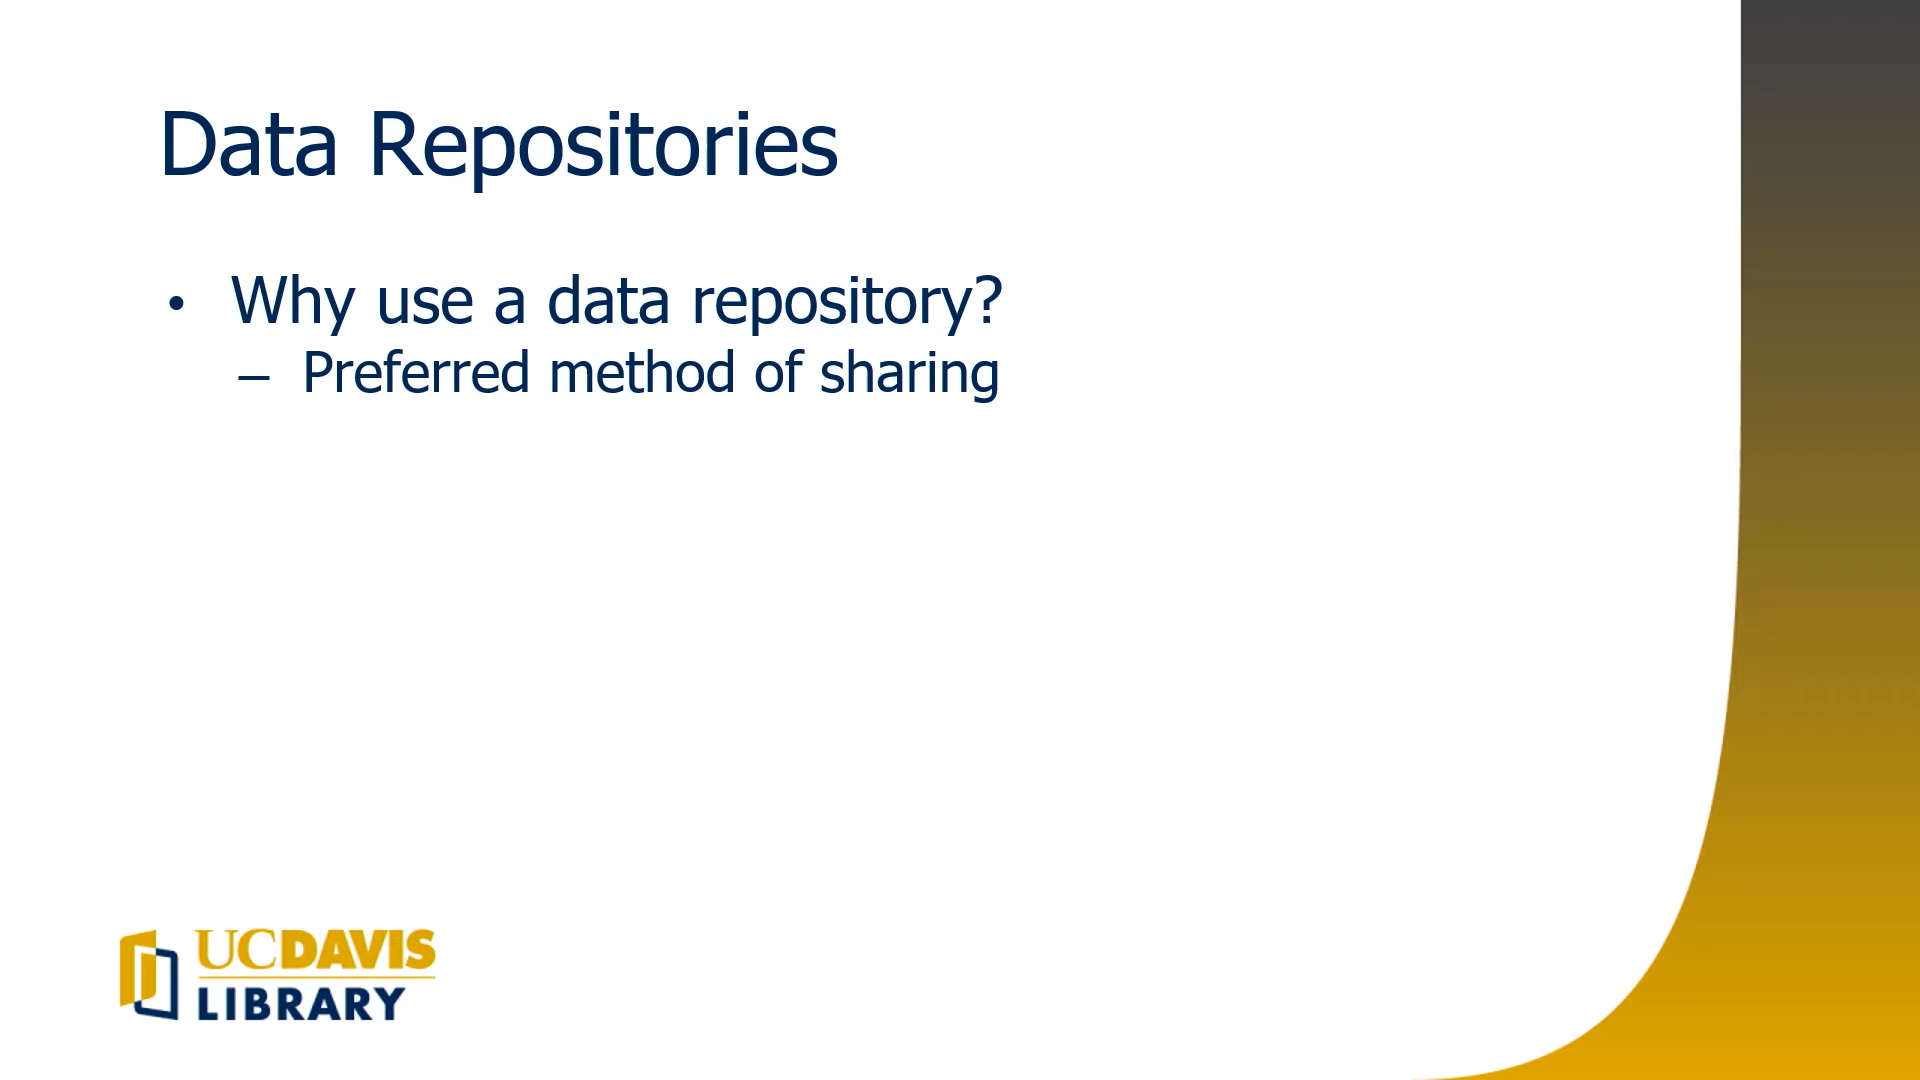 Data Repositories
• Why use a data repository?
– Preferred method of sharing
UCDAVIS
LIBRARY